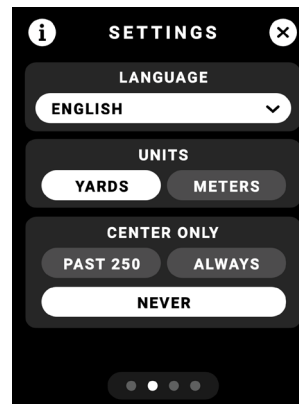 i SETTINGS
LANGUAGE
ENGLISH
UNITS
YARDS METERS
CENTER ONLY
PAST 250 ALWAYS
NEVER